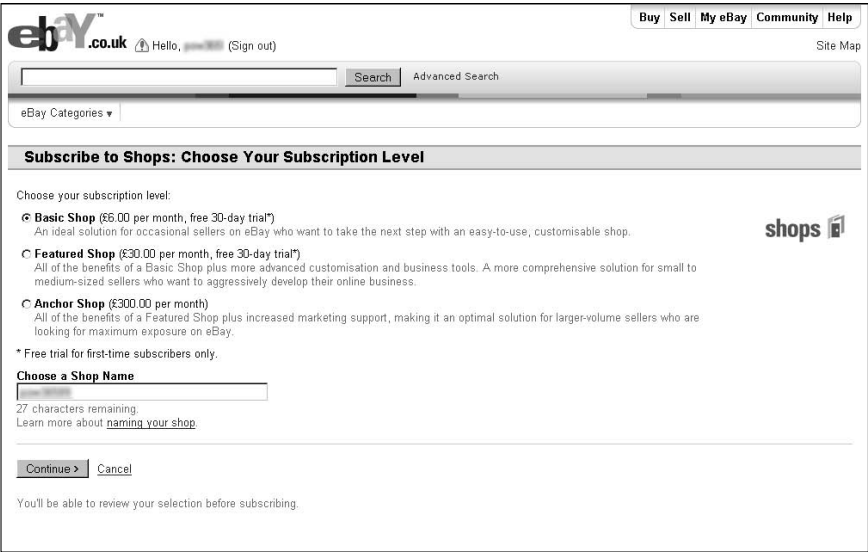 Buy Sell My eBay Community Help
ebaY™.co.uk Hello, (Sign out)
Site Map
Search Advanced Search
eBay Categories
Subscribe to Shops: Choose Your Subscription Level
Choose your subscription level:
Basic Shop (£6.00 per month, free 30-day trial*)
An ideal solution for occasional sellers on eBay who want to take the next step with an easy-to-use, customisable shop.
shops
Featured Shop (£30.00 per month, free 30-day trial*)
All of the benefits of a Basic Shop plus more advanced customisation and business tools. A more comprehensive solution for small to
medium-sized sellers who want to aggressively develop their online business.
Anchor Shop (£300.00 per month)
All of the benefits of a Featured Shop plus increased marketing support, making it an optimal solution for larger-volume sellers who are
looking for maximum exposure on eBay.
* Free trial for first-time subscribers only.
Choose a Shop Name
27 characters remaining.
Learn more about naming your shop.
Continue > Cancel
You'll be able to review your selection before subscribing.